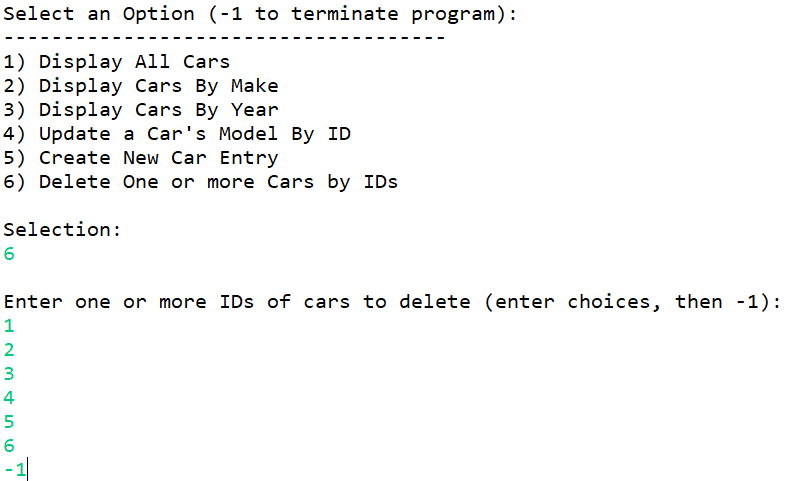 Select an Option (-1 to terminate program):
-------------------------------------
1) Display All Cars
2) Display Cars By Make
3) Display Cars By Year
4) Update a Car's Model By ID
5) Create New Car Entry
6) Delete One or more Cars by IDs
Selection:
6
Enter one or more IDs of cars to delete (enter choices, then -1):
1
2
3
4
5
6
-1